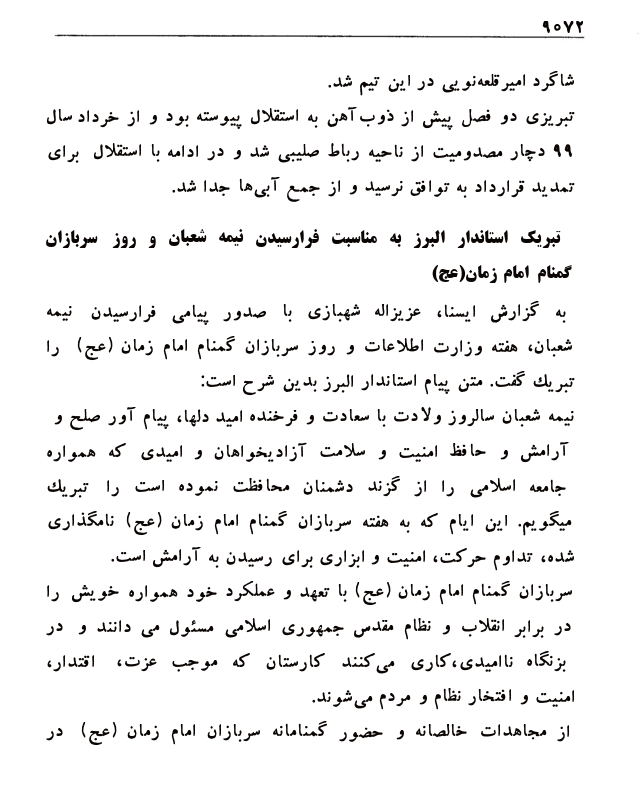 ۹۰۷۲
شاگرد امیرقلعه‌نویی در این تیم شد.
تبریزی دو فصل پیش از ذوب‌آهن به استقلال پیوسته بود و از خرداد سال
۹۹ دچار مصدومیت از ناحیه رباط صلیبی شد و در ادامه با استقلال برای
تمدید قرارداد به توافق نرسید و از جمع آبی‌ها جدا شد.
تبریک استاندار البرز به مناسبت فرارسیدن نیمه شعبان و روز سربازان
گمنام امام زمان(عج)
به گزارش ایسنا، عزیزاله شهبازی با صدور پیامی فرارسیدن نیمه
شعبان، هفته وزارت اطلاعات و روز سربازان گمنام امام زمان (عج) را
تبریك گفت. متن پیام استاندار البرز بدین شرح است:
نیمه شعبان سالروز ولادت با سعادت و فرخنده امید دلها، پیام آور صلح و
آرامش و حافظ امنیت و سلامت آزادیخواهان و امیدی که همواره
جامعه اسلامی را از گزند دشمنان محافظت نموده است را تبریك
میگویم. این ایام که به هفته سربازان گمنام امام زمان (عج) نامگذاری
شده، تداوم حرکت، امنیت و ابزاری برای رسیدن به آرامش است.
سربازان گمنام امام زمان (عج) با تعهد و عملکرد خود همواره خویش را
در برابر انقلاب و نظام مقدس جمهوری اسلامی مسئول می دانند و در
بزنگاه ناامیدی،کاری می‌کنند کارستان که موجب عزت، اقتدار،
امنیت و افتخار نظام و مردم می‌شوند.
از مجاهدات خالصانه و حضور گمنامانه سربازان امام زمان (عج) در